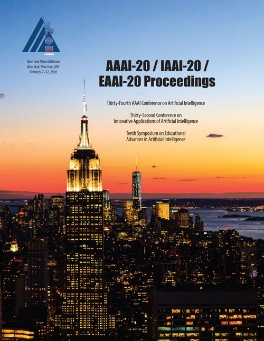 New York Hilton Midtown
New York, New York, USA
February 7–12, 2020
AAAI-20 / IAAI-20 /
EAAI-20 Proceedings
Thirty-Fourth AAAI Conference on Artificial Intelligence
Thirty-Second Conference on
Innovative Applications of Artificial Intelligence
Tenth Symposium on Educational
Advances in Artificial Intelligence